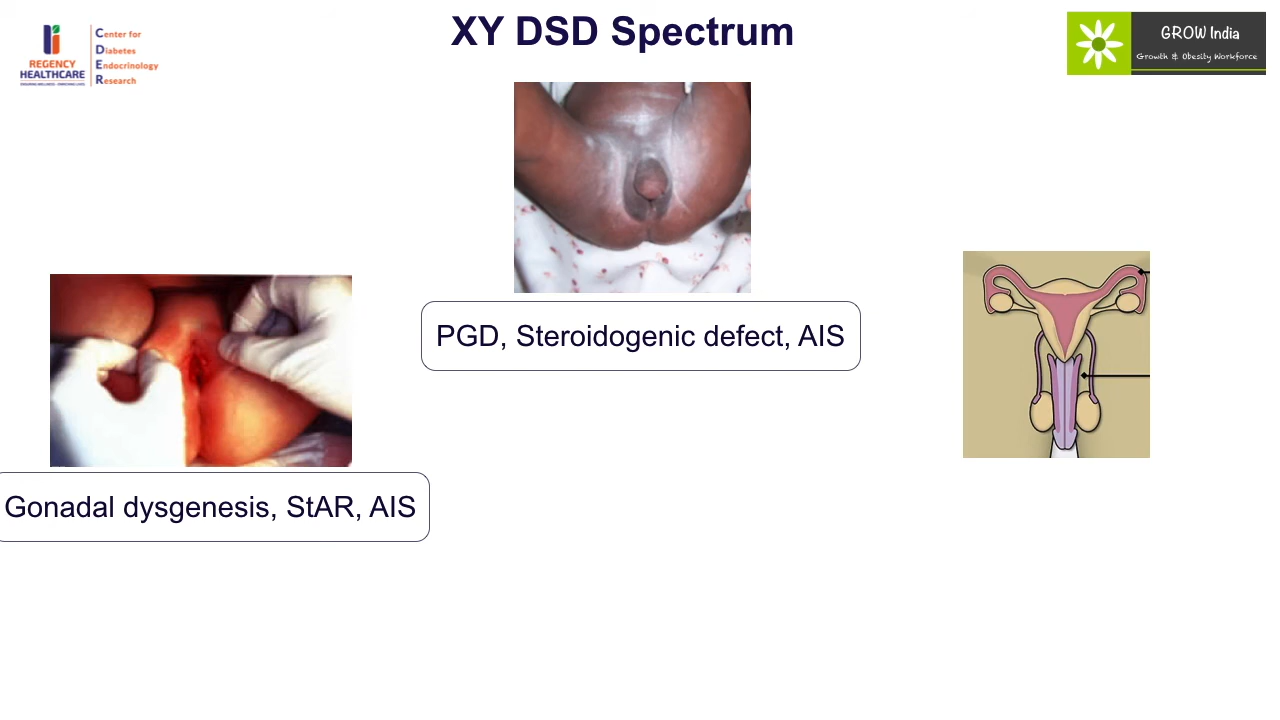 XY DSD Spectrum
REGENCY
HEALTHCARE
Center for
Diabetes
Endocrinology
Research
GROW India
Growth & Obesity Workforce
PGD, Steroidogenic defect, AIS
Gonadal dysgenesis, StAR, AIS